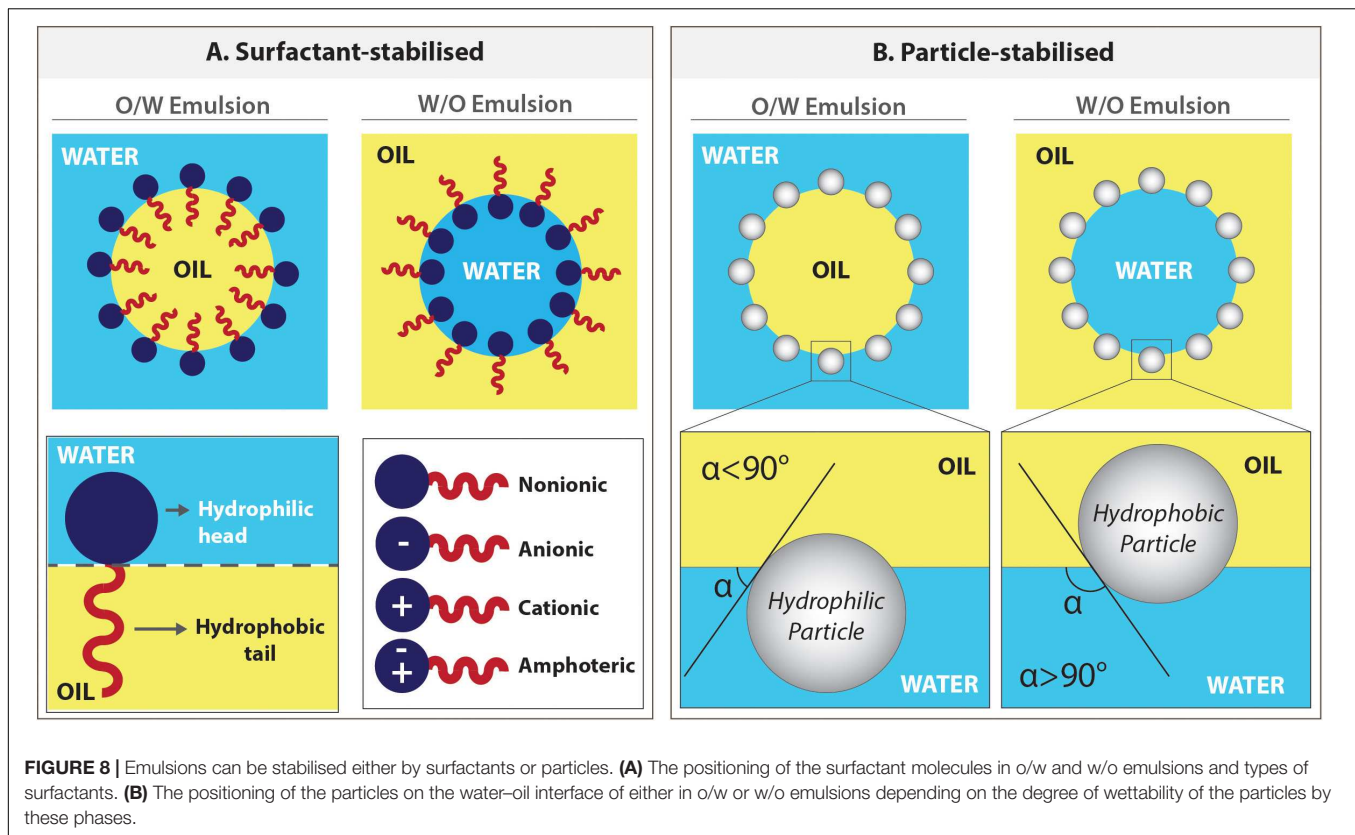 A. Surfactant-stabilised
O/W Emulsion
W/O Emulsion
WATER
OIL
OIL
WATER
WATER
Hydrophilic
head
Hydrophobic
tail
OIL
Nonionic
-
Anionic
+
Cationic
-
+
Amphoteric
B. Particle-stabilised
O/W Emulsion
W/O Emulsion
WATER
OIL
OIL
WATER
α<90°
OIL
α
Hydrophilic
Particle
WATER
OIL
Hydrophobic
Particle
α
α>90°
WATER
FIGURE 8 | Emulsions can be stabilised either by surfactants or particles. (A) The positioning of the surfactant molecules in o/w and w/o emulsions and types of
surfactants. (B) The positioning of the particles on the water–oil interface of either in o/w or w/o emulsions depending on the degree of wettability of the particles by
these phases.